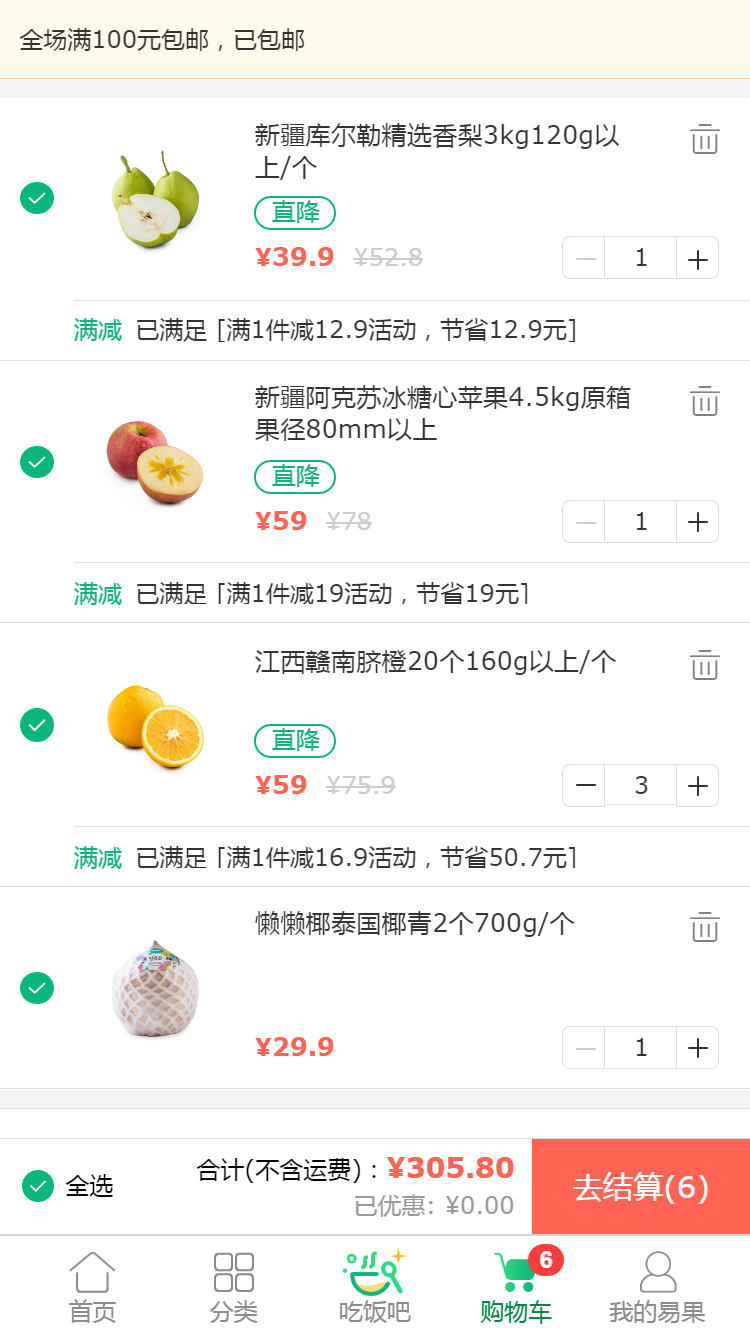 全场满100元包邮，已包邮
新疆库尔勒精选香梨3kg120g以
上/个
直降
¥39.9 ¥52.8
1
满减 已满足 [满1件减12.9活动，节省12.9元]
新疆阿克苏冰糖心苹果4.5kg原箱
果径80mm以上
直降
¥59 ¥78
1
满减 已满足 [满1件减19活动，节省19元]
江西赣南脐橙20个160g以上/个
直降
¥59 ¥75.9
3
满减 已满足 [满1件减16.9活动，节省50.7元]
懒懒椰泰国椰青2个700g/个
¥29.9
1
全选
合计(不含运费)：¥305.80
已优惠: ¥0.00
去结算(6)
6
首页 分类 吃饭吧 购物车 我的易果